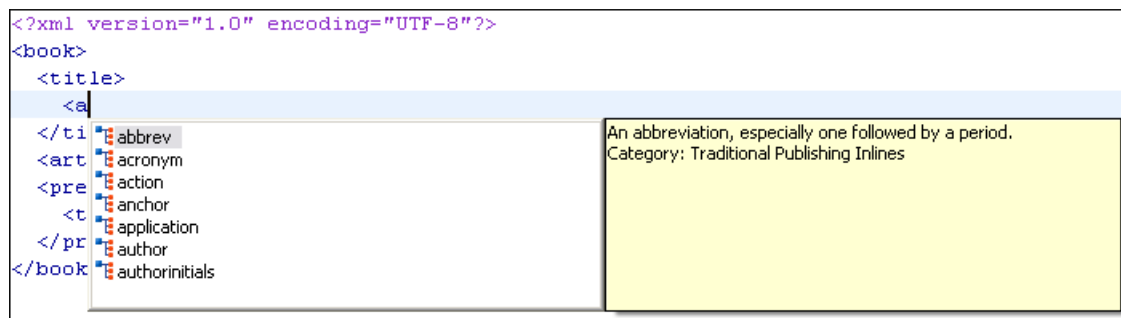 <?xml version="1.0" encoding="UTF-8"?>
<book>
<title>
<a
</ti
abbrev
<art
acronym
<pre
action
anchor
<t
application
</pr
author
</book
authorinitials
An abbreviation, especially one followed by a period.
Category: Traditional Publishing Inlines